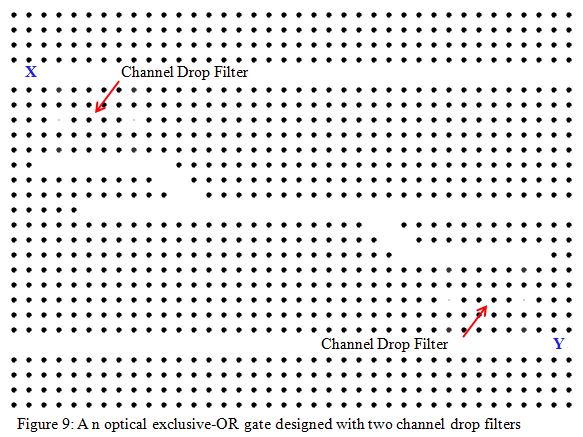 X
Channel Drop Filter
Channel Drop Filter
Y
Figure 9: A n optical exclusive-OR gate designed with two channel drop filters